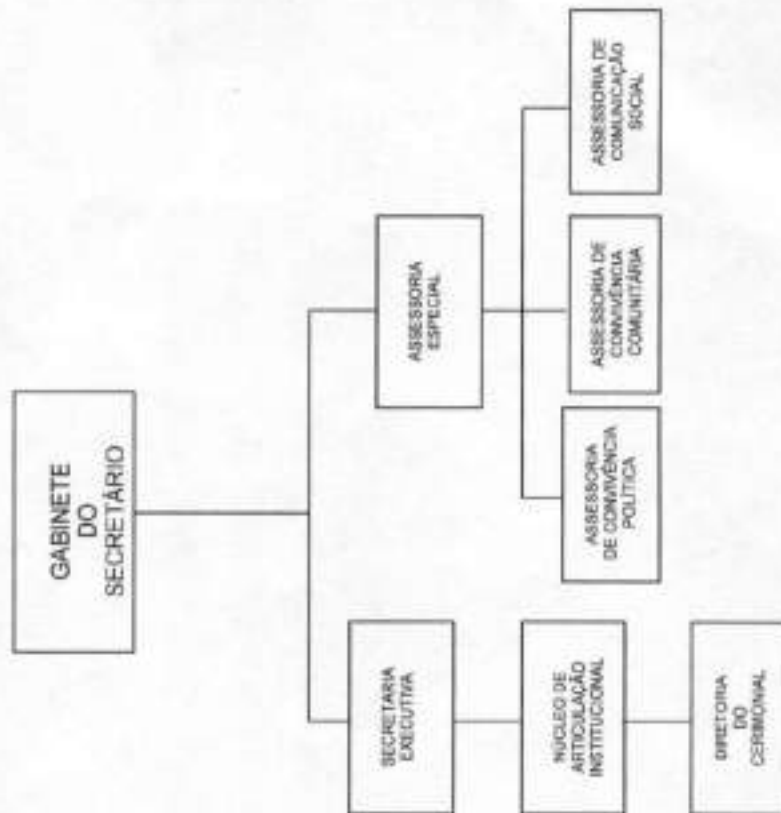 GABINETE
DO
SECRETÁRIO
SECRETARIA
EXECUTIVA
NÚCLEO DE
ARTICULAÇÃO
INSTITUCIONAL
DIRETORIA
DO
CERIMONIAL
ASSESSORIA
ESPECIAL
ASSESSORIA
DE CONVIVÊNCIA
POLÍTICA
ASSESSORIA DE
CONVIVÊNCIA
COMUNITÁRIA
ASSESSORIA DE
COMUNICAÇÃO
SOCIAL